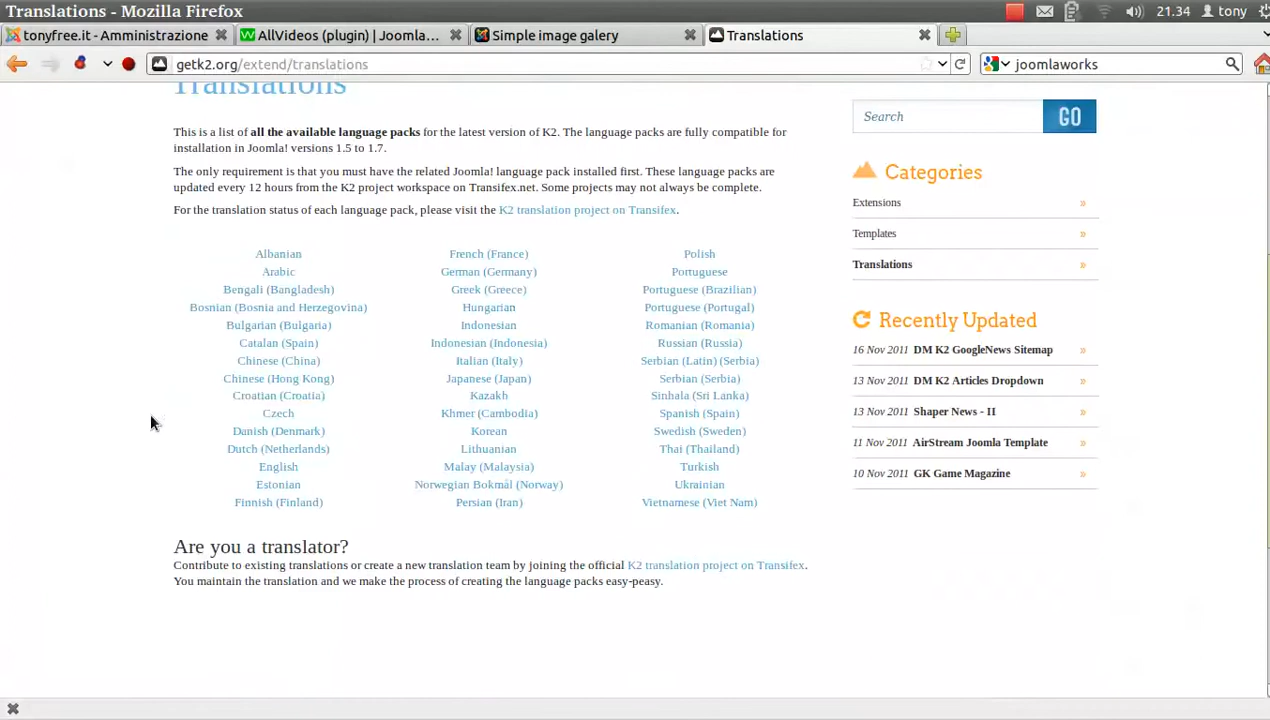 Translations - Mozilla Firefox
21.34 tony
tonyfree.it - Amministrazione
AllVideos (plugin) | Joomla...
Simple image galery
Translations
getk2.org/extend/translations
joomlaworks
Translations
This is a list of all the available language packs for the latest version of K2. The language packs are fully compatible for
installation in Joomla! versions 1.5 to 1.7.
The only requirement is that you must have the related Joomla! language pack installed first. These language packs are
updated every 12 hours from the K2 project workspace on Transifex.net. Some projects may not always be complete.
For the translation status of each language pack, please visit the K2 translation project on Transifex.
Albanian
Arabic
Bengali (Bangladesh)
Bosnian (Bosnia and Herzegovina)
Bulgarian (Bulgaria)
Catalan (Spain)
Chinese (China)
Chinese (Hong Kong)
Croatian (Croatia)
Czech
Danish (Denmark)
Dutch (Netherlands)
English
Estonian
Finnish (Finland)
French (France)
German (Germany)
Greek (Greece)
Hungarian
Indonesian
Indonesian (Indonesia)
Italian (Italy)
Japanese (Japan)
Kazakh
Khmer (Cambodia)
Korean
Lithuanian
Malay (Malaysia)
Norwegian Bokmål (Norway)
Persian (Iran)
Polish
Portuguese
Portuguese (Brazilian)
Portuguese (Portugal)
Romanian (Romania)
Russian (Russia)
Serbian (Latin) (Serbia)
Serbian (Serbia)
Sinhala (Sri Lanka)
Spanish (Spain)
Swedish (Sweden)
Thai (Thailand)
Turkish
Ukrainian
Vietnamese (Viet Nam)
Are you a translator?
Contribute to existing translations or create a new translation team by joining the official K2 translation project on Transifex.
You maintain the translation and we make the process of creating the language packs easy-peasy.
Search GO
Categories
Extensions »
Templates »
Translations »
Recently Updated
16 Nov 2011 DM K2 GoogleNews Sitemap »
13 Nov 2011 DM K2 Articles Dropdown »
13 Nov 2011 Shaper News - II »
11 Nov 2011 AirStream Joomla Template »
10 Nov 2011 GK Game Magazine »